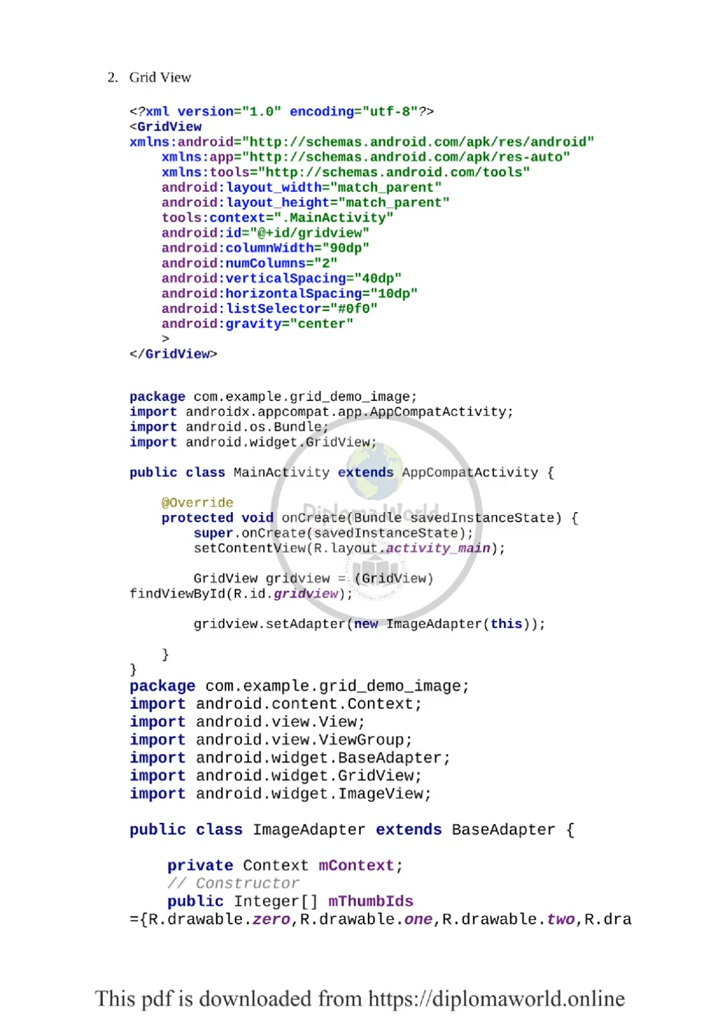 2. Grid View
<?xml version="1.0" encoding="utf-8"?>
<GridView
xmlns:android="http://schemas.android.com/apk/res/android"
    xmlns:app="http://schemas.android.com/apk/res-auto"
    xmlns:tools="http://schemas.android.com/tools"
    android:layout_width="match_parent"
    android:layout_height="match_parent"
    tools:context=".MainActivity"
    android:id="@+id/gridview"
    android:columnWidth="90dp"
    android:numColumns="2"
    android:verticalSpacing="40dp"
    android:horizontalSpacing="10dp"
    android:listSelector="#0f0"
    android:gravity="center"
    >
</GridView>
package com.example.grid_demo_image;
import androidx.appcompat.app.AppCompatActivity;
import android.os.Bundle;
import android.widget.GridView;
public class MainActivity extends AppCompatActivity {
    @Override
Diploma World
    protected void onCreate(Bundle savedInstanceState) {
        super.onCreate(savedInstanceState);
        setContentView(R.layout.activity_main);
        GridView gridview = (GridView)
findViewById(R.id.gridview);
        gridview.setAdapter(new ImageAdapter(this));
    }
}
package com.example.grid_demo_image;
import android.content.Context;
import android.view.View;
import android.view.ViewGroup;
import android.widget.BaseAdapter;
import android.widget.GridView;
import android.widget.ImageView;
public class ImageAdapter extends BaseAdapter {
    private Context mContext;
    // Constructor
    public Integer[] mThumbIds
={R.drawable.zero,R.drawable.one,R.drawable.two,R.dra
This pdf is downloaded from https://diplomaworld.online